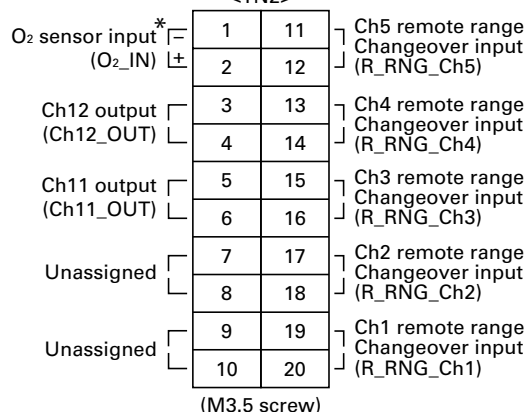 <TN2>
O₂ sensor input* −
(O₂_IN) +
Ch12 output
(Ch12_OUT)
Ch11 output
(Ch11_OUT)
Unassigned
Unassigned
1 11
2 12
3 13
4 14
5 15
6 16
7 17
8 18
9 19
10 20
Ch5 remote range
Changeover input
(R_RNG_Ch5)
Ch4 remote range
Changeover input
(R_RNG_Ch4)
Ch3 remote range
Changeover input
(R_RNG_Ch3)
Ch2 remote range
Changeover input
(R_RNG_Ch2)
Ch1 remote range
Changeover input
(R_RNG_Ch1)
(M3.5 screw)